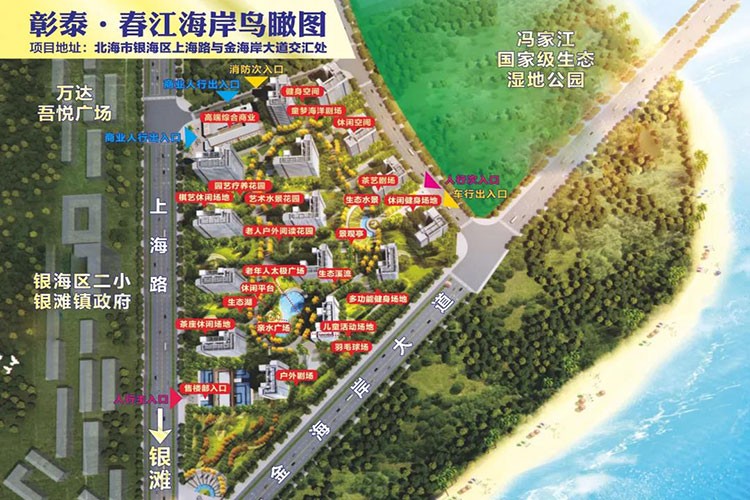 彰泰·春江海岸鸟瞰图
项目地址：北海市银海区上海路与金海岸大道交汇处
冯家江
国家级生态
湿地公园
万达
吾悦广场
消防次入口
商业人行出入口
健身空间
童梦海洋剧场
高端综合商业
休闲空间
商业人行出入口
茶艺剧场
人行次入口
园艺疗养花园
棋艺休闲场地
艺术水景花园
生态水景
休闲健身场地
车行出入口
上海路
老人户外阅读花园
景观亭
银海区二小
银滩镇政府
老年人太极广场
生态溪流
休闲平台
生态湖
多功能健身场地
茶座休闲场地
亲水广场
儿童活动场地
羽毛球场
户外剧场
售楼部入口
人行主入口
金海岸大道
银滩